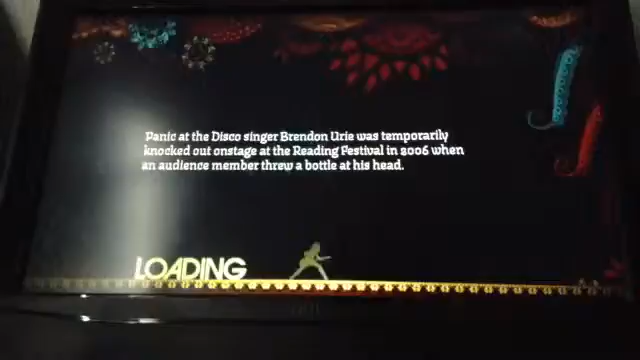 Panic at the Disco singer Brendon Urie was temporarily
knocked out onstage at the Reading Festival in 2006 when
an audience member threw a bottle at his head.
LOADING